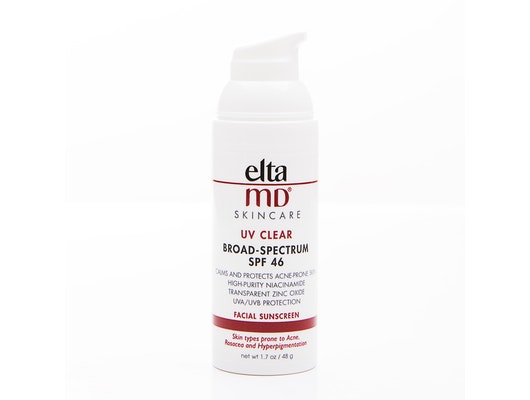 elta
MD®
SKINCARE
UV CLEAR
BROAD-SPECTRUM
SPF 46
CALMS AND PROTECTS ACNE-PRONE SKIN
HIGH-PURITY NIACINAMIDE
TRANSPARENT ZINC OXIDE
UVA/UVB PROTECTION
FACIAL SUNSCREEN
Skin types prone to Acne,
Rosacea and Hyperpigmentation
net wt 1.7 oz / 48 g